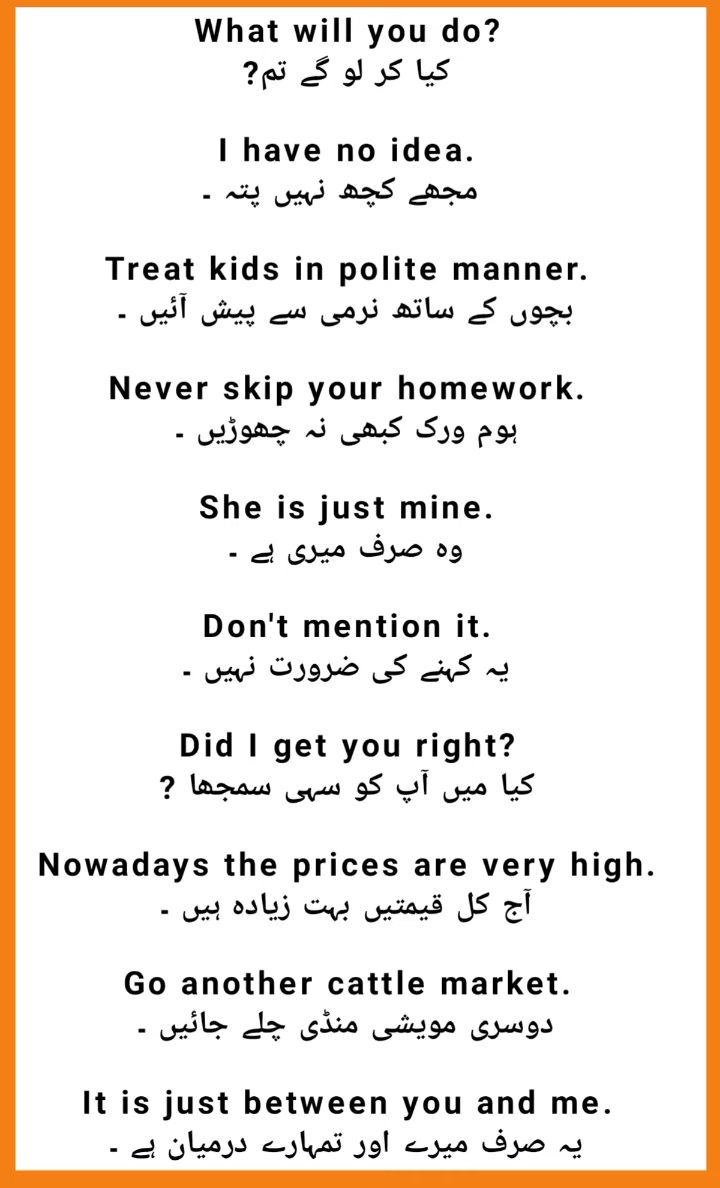 What will you do?
کیا کر لو گے تم?
I have no idea.
مجھے کچھ نہیں پتہ ۔
Treat kids in polite manner.
بچوں کے ساتھ نرمی سے پیش آئیں ۔
Never skip your homework.
ہوم ورک کبھی نہ چھوڑیں ۔
She is just mine.
وہ صرف میری ہے ۔
Don't mention it.
یہ کہنے کی ضرورت نہیں ۔
Did I get you right?
کیا میں آپ کو سہی سمجھا ?
Nowadays the prices are very high.
آج کل قیمتیں بہت زیادہ ہیں ۔
Go another cattle market.
دوسری مویشی منڈی چلے جائیں ۔
It is just between you and me.
یہ صرف میرے اور تمہارے درمیان ہے ۔